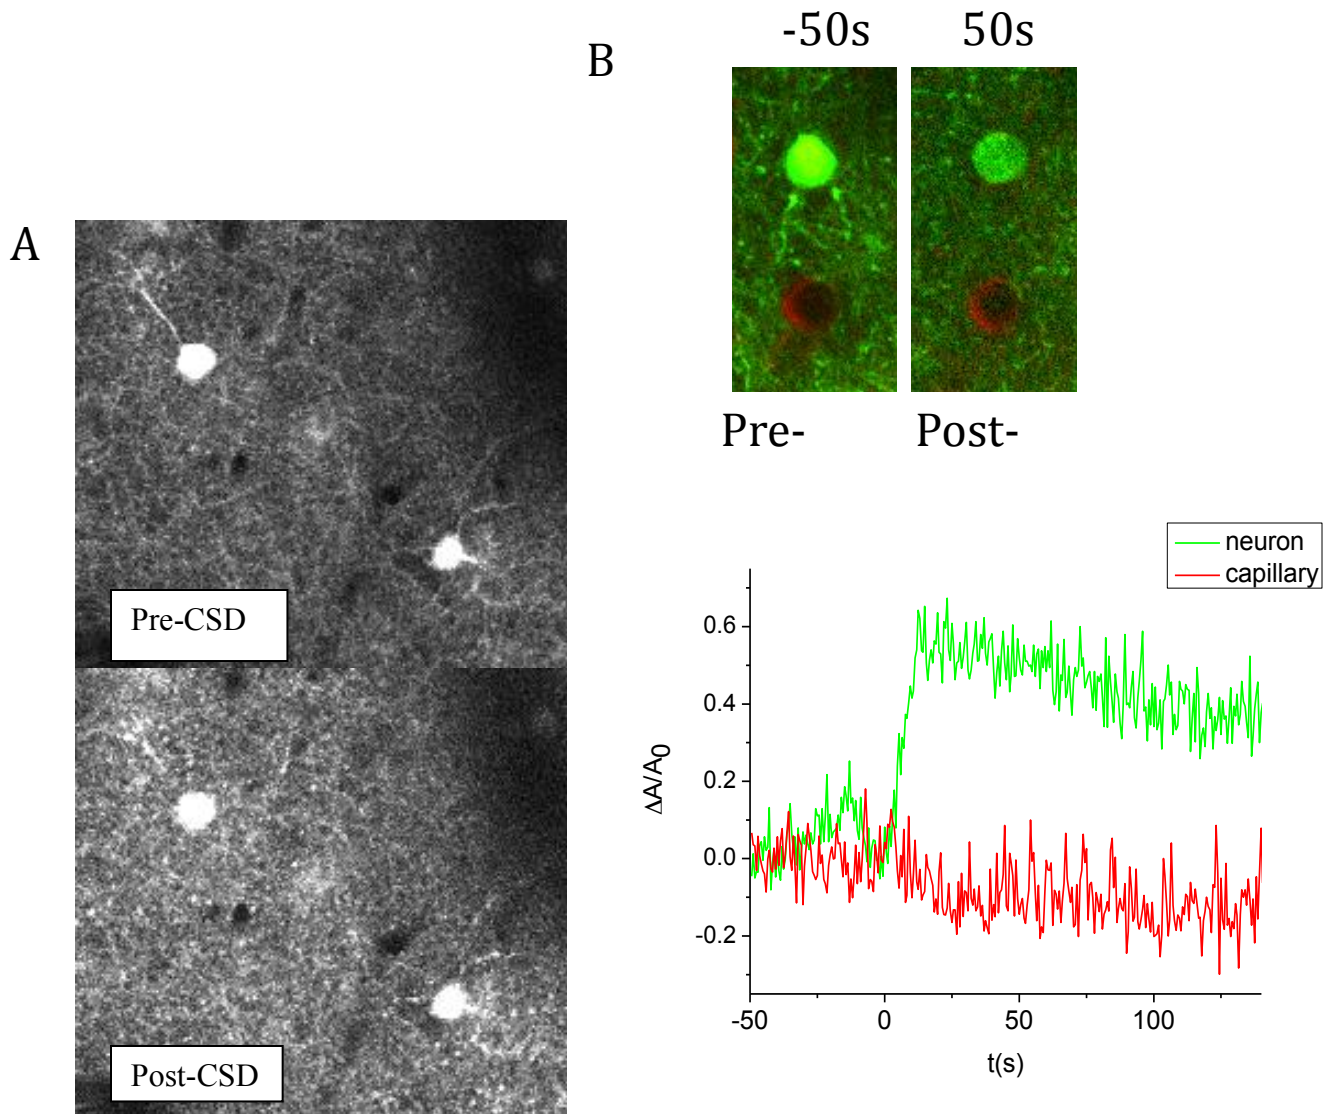 A
Pre-CSD
Post-CSD
B
-50s 50s
Pre- Post-
neuron
capillary
ΔA/A0
0.6
0.4
0.2
0.0
-0.2
-50 0 50 100
t(s)